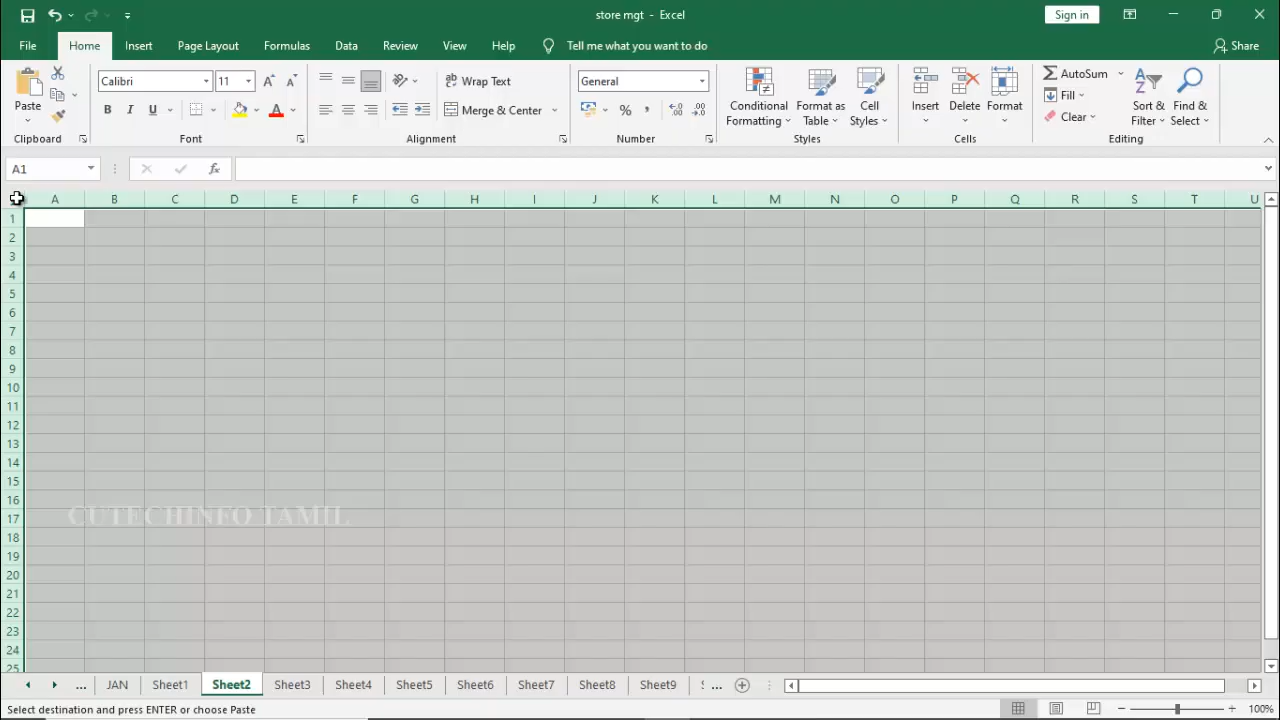 store mgt - Excel
Sign in
File Home Insert Page Layout Formulas Data Review View Help Tell me what you want to do Share
Paste
Clipboard
Calibri 11
B I U A
Font
Wrap Text
Merge & Center
Alignment
General
% ,
Number
Conditional Formatting
Format as Table
Cell Styles
Styles
Insert Delete Format
Cells
AutoSum
Fill
Clear
Sort & Filter
Find & Select
Editing
A1 fx
A B C D E F G H I J K L M N O P Q R S T U
1
2
3
4
5
6
7
8
9
10
11
12
13
14
15
16
CUTECHINFO TAMIL
17
18
19
20
21
22
23
24
25
... JAN Sheet1 Sheet2 Sheet3 Sheet4 Sheet5 Sheet6 Sheet7 Sheet8 Sheet9 ...
Select destination and press ENTER or choose Paste 100%